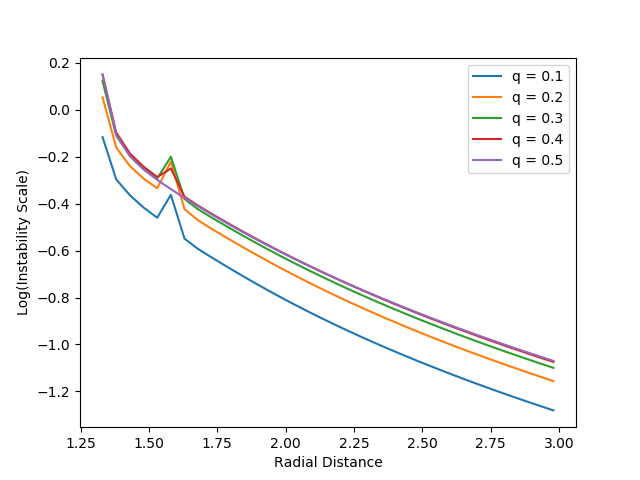 0.2
0.0
−0.2
−0.4
−0.6
−0.8
−1.0
−1.2
Log(Instability Scale)
q = 0.1
q = 0.2
q = 0.3
q = 0.4
q = 0.5
1.25 1.50 1.75 2.00 2.25 2.50 2.75 3.00
Radial Distance